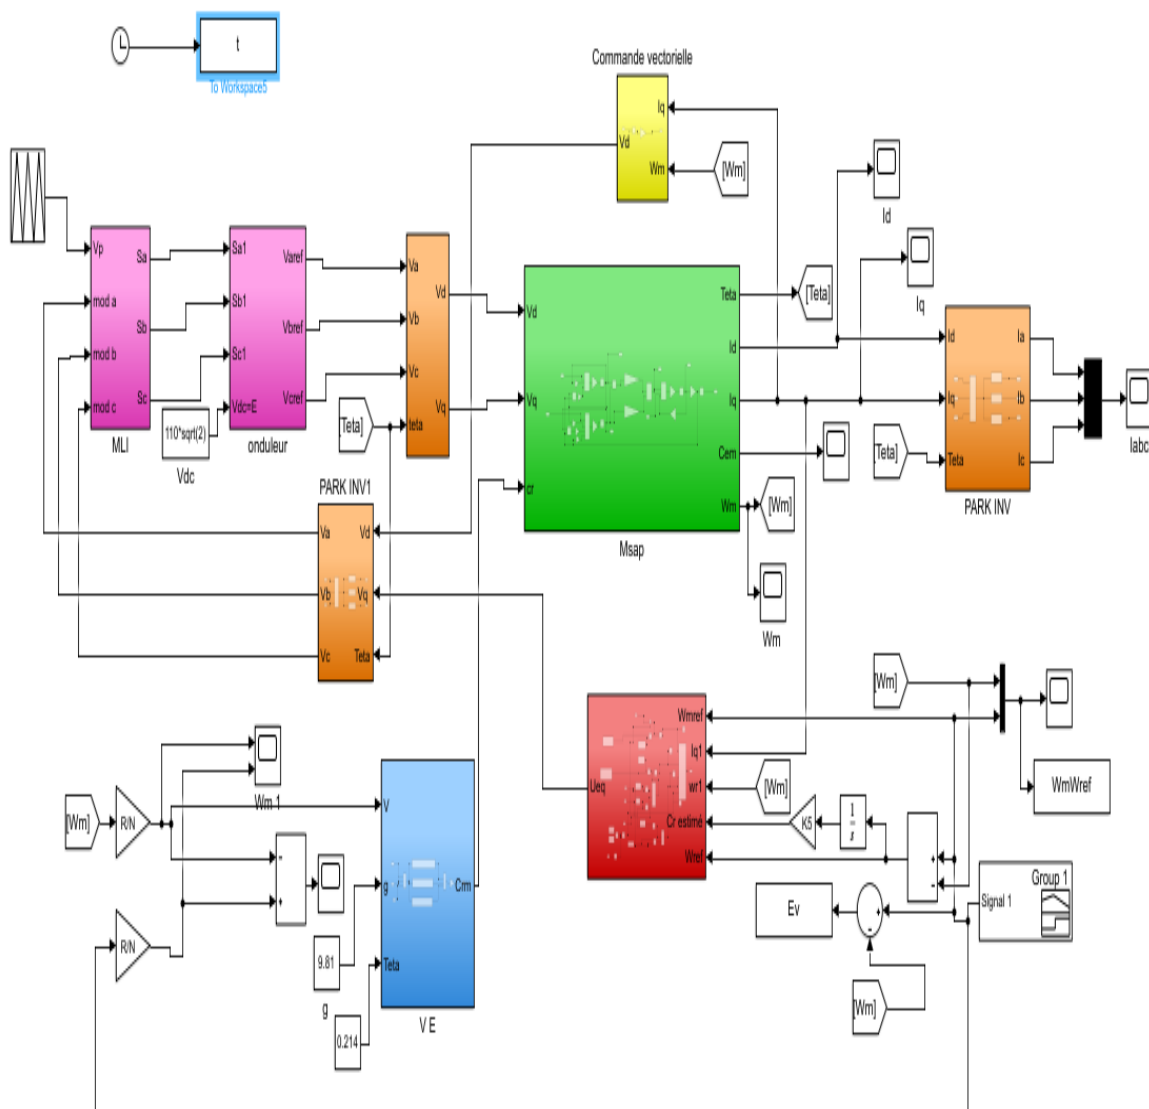 t
To Workspace5
Commande vectorielle
Iq
Vd
Wm
[Wm]
Id
Iq
Vp
mod a
mod b
mod c
Sa
Sb
Sc
MLI
Sa1
Sb1
Sc1
Vdc=E
Varef
Vbref
Vcref
onduleur
110*sqrt(2)
Vdc
Va
Vb
Vc
teta
Vd
Vq
[Teta]
Vd
Vq
cr
Teta
Id
Iq
Cem
Wm
Msap
[Teta]
[Wm]
Wm
Id
Iq
Teta
Ia
Ib
Ic
PARK INV
[Teta]
Iabc
PARK INV1
Va
Vb
Vc
Vd
Vq
Teta
Wmref
Iq1
wr1
Cr estimé
Wref
Ueq
[Wm]
K5
1
s
[Wm]
WmWref
+
-
Group 1
Signal 1
Ev
+
-
[Wm]
[Wm]
R/N
Wm 1
-
+
R/N
V
g
Teta
Crm
V E
9.81
g
0.214